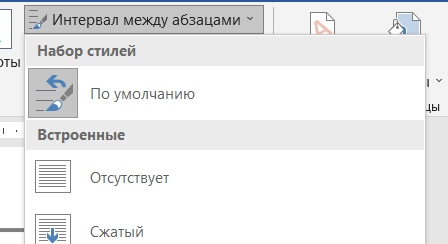 Интервал между абзацами
Набор стилей
По умолчанию
Встроенные
Отсутствует
Сжатый